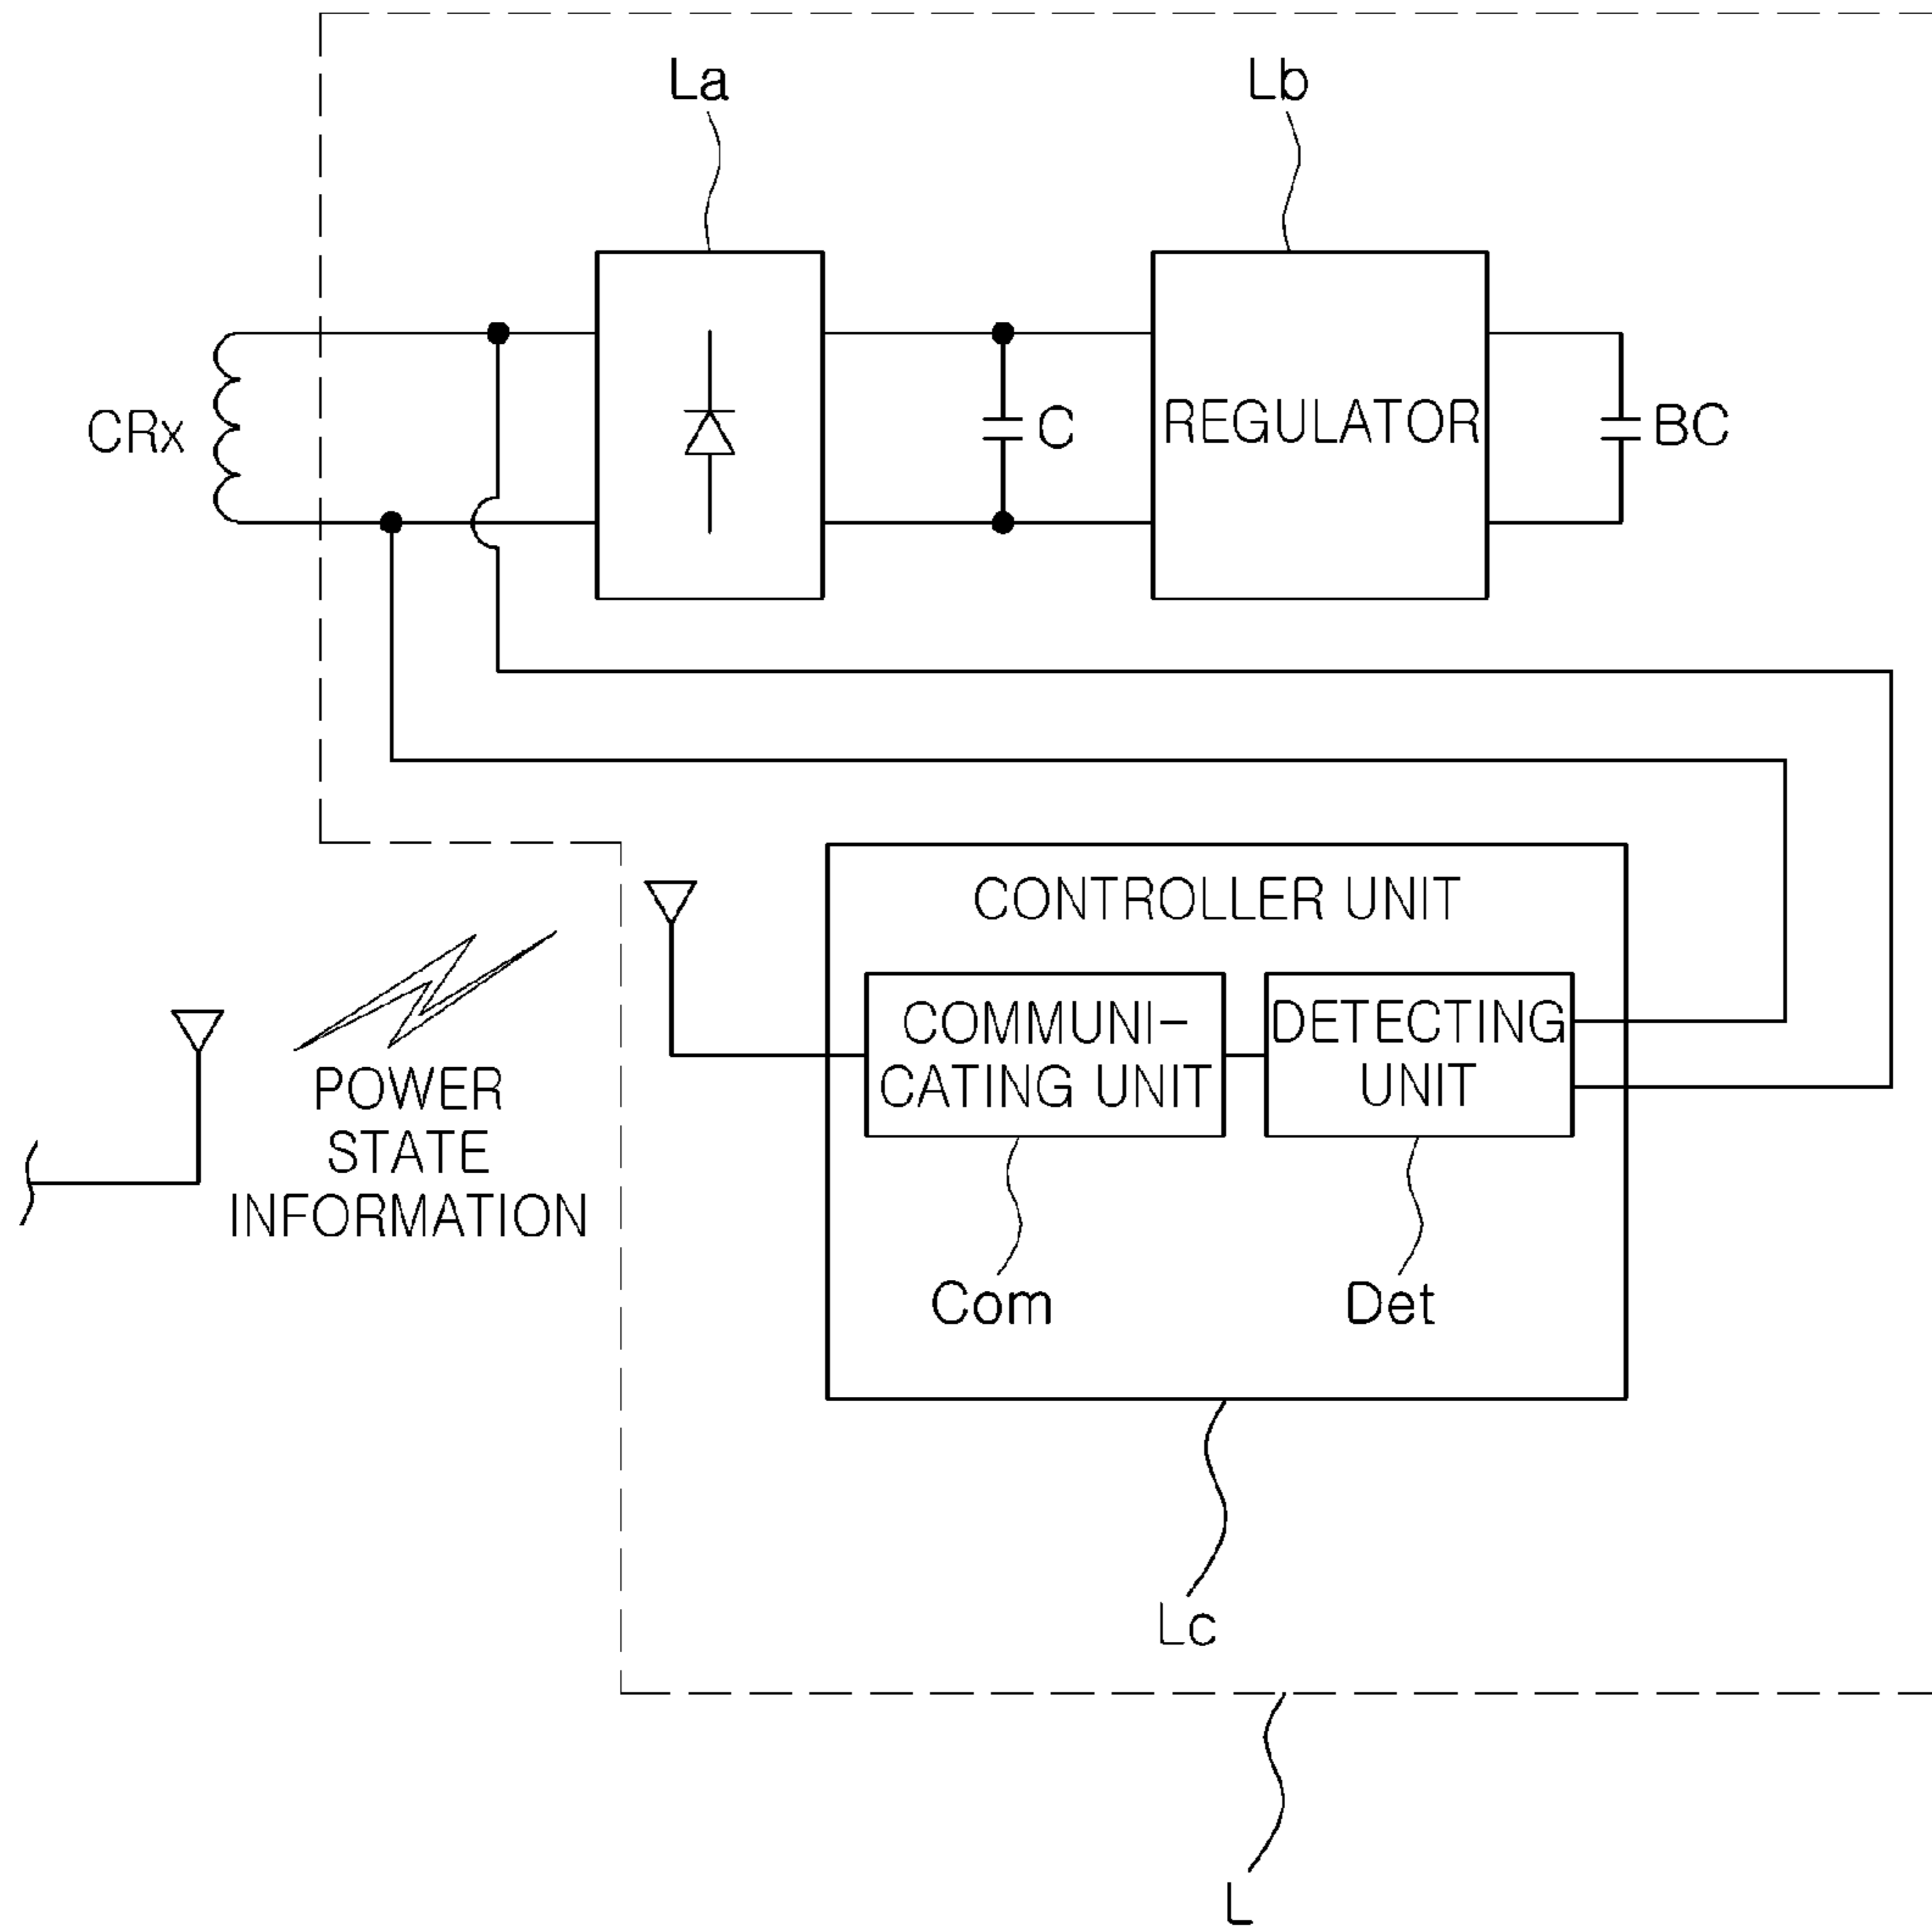 La
Lb
CRx
C
REGULATOR
BC
CONTROLLER UNIT
COMMUNI-
CATING UNIT
DETECTING
UNIT
POWER
STATE
INFORMATION
Com
Det
Lc
L